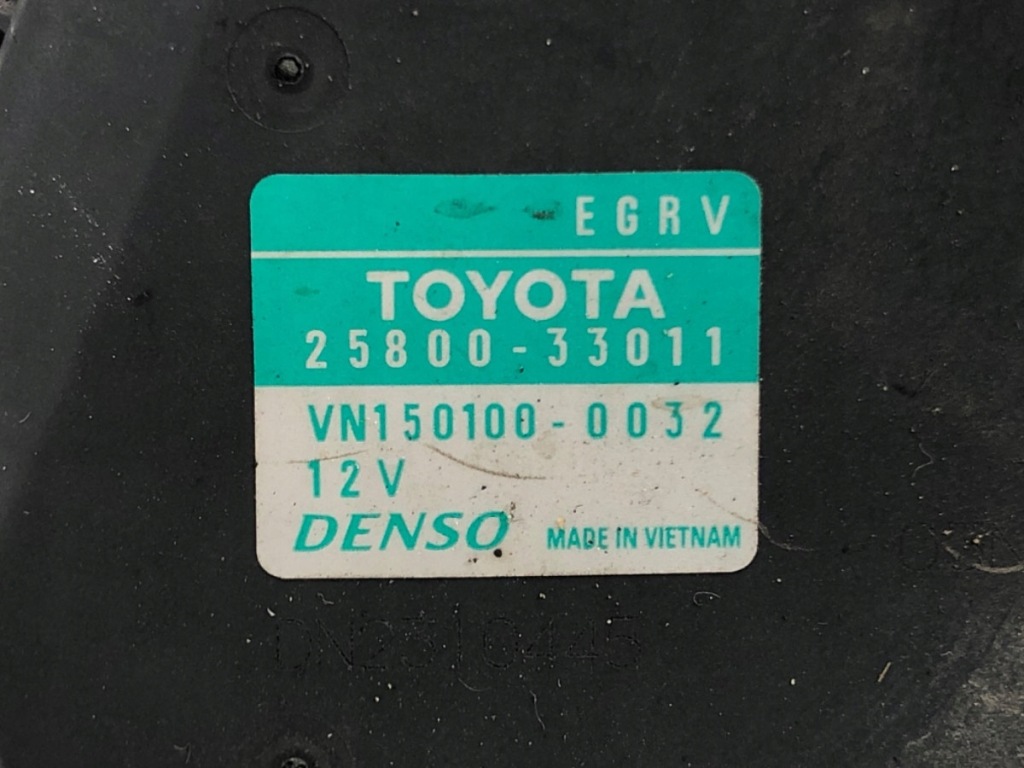 EGRV
TOYOTA
25800-33011
VN150100-0032
12V
DENSO MADE IN VIETNAM